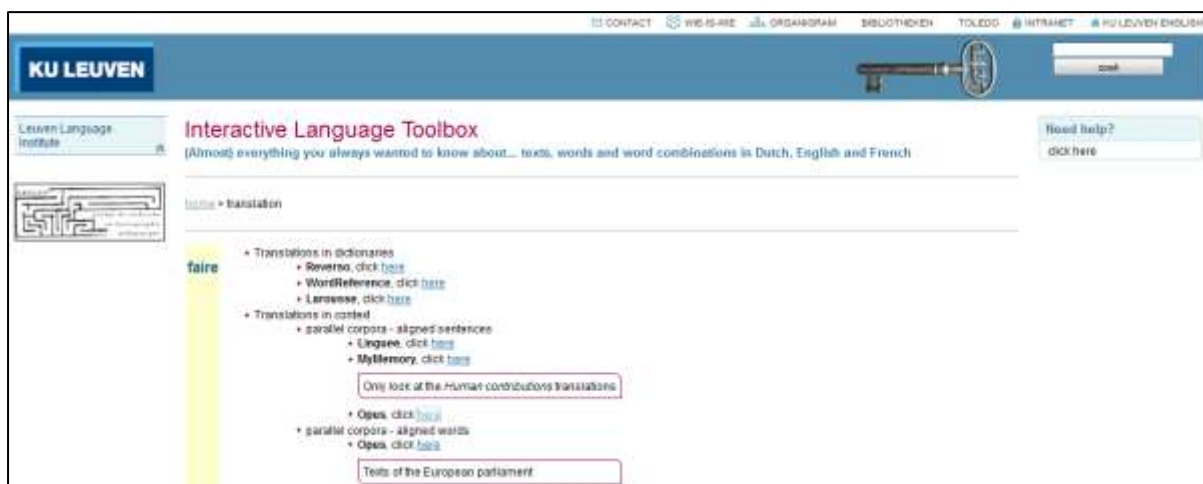 CONTACT WIE-IS-WIE ORGANIGRAM BIBLIOTHEKEN TOLEDO INTRANET KU LEUVEN ENGLISH
KU LEUVEN
zoek
Leuven Language
Institute
Interactive Language Toolbox
(Almost) everything you always wanted to know about... texts, words and word combinations in Dutch, English and French
Need help?
click here
home > translation
faire
Translations in dictionaries
Reverso, click here
WordReference, click here
Larousse, click here
Translations in context
parallel corpora - aligned sentences
Linguee, click here
MyMemory, click here
Only look at the Human contributions translations
Opus, click here
parallel corpora - aligned words
Opus, click here
Texts of the European parliament